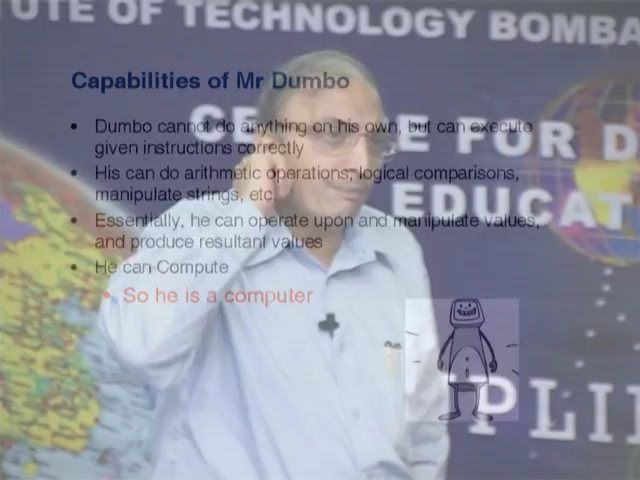 UTE OF TECHNOLOGY BOMBA
Capabilities of Mr Dumbo
• Dumbo cannot do anything on his own, but can execute
given instructions correctly
• His can do arithmetic operations, logical comparisons,
manipulate strings, etc
• Essentially, he can operate upon and manipulate values,
and produce resultant values
• He can Compute
• So he is a computer
CE E FOR D
EDUCAT
PLI